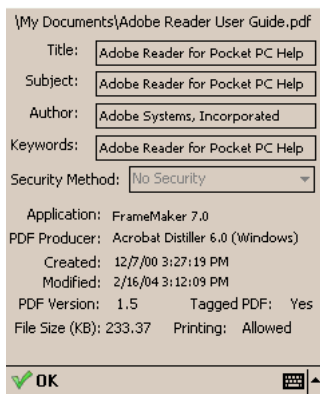 \My Documents\Adobe Reader User Guide.pdf
Title: Adobe Reader for Pocket PC Help
Subject: Adobe Reader for Pocket PC Help
Author: Adobe Systems, Incorporated
Keywords: Adobe Reader for Pocket PC Help
Security Method: No Security
Application: FrameMaker 7.0
PDF Producer: Acrobat Distiller 6.0 (Windows)
Created: 12/7/00 3:27:19 PM
Modified: 2/16/04 3:12:09 PM
PDF Version: 1.5 Tagged PDF: Yes
File Size (KB): 233.37 Printing: Allowed
OK